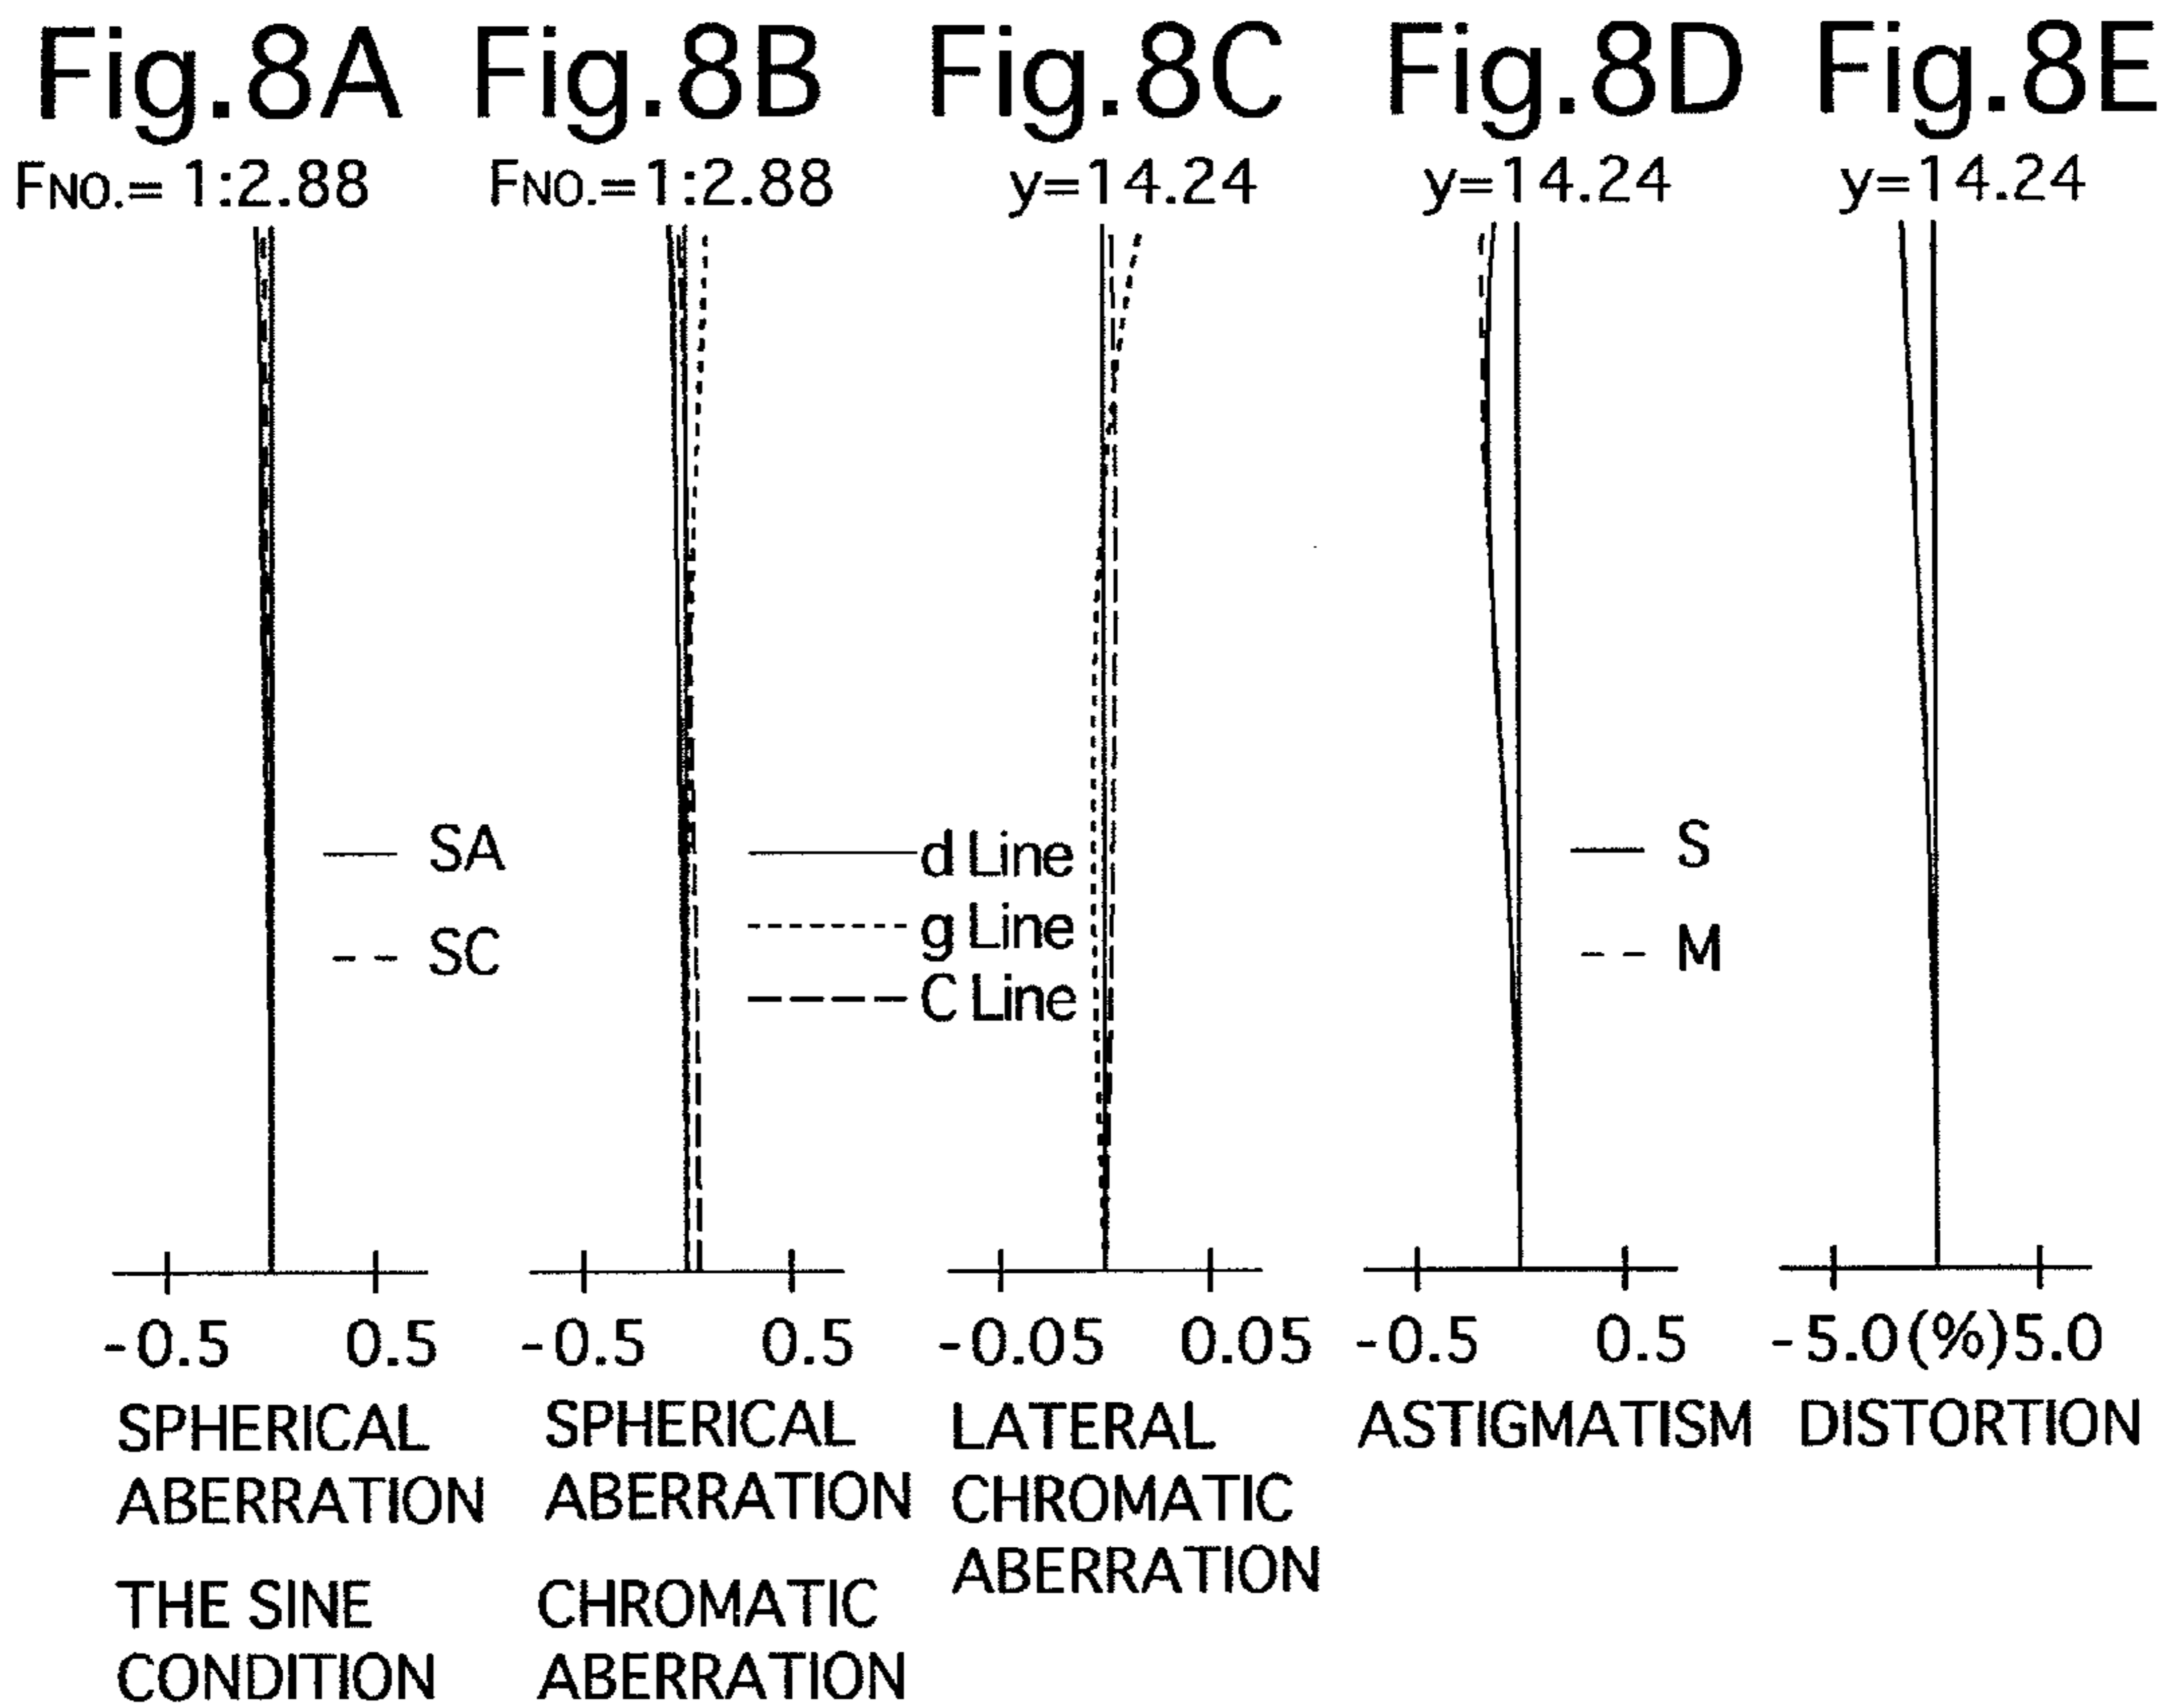 Fig.8A Fig.8B Fig.8C Fig.8D Fig.8E
FNO.= 1:2.88 FNO.=1:2.88 y=14.24 y=14.24 y=14.24
SA d Line S
g Line
SC M
C Line
-0.5 0.5 -0.5 0.5 -0.05 0.05 -0.5 0.5 -5.0(%)5.0
SPHERICAL SPHERICAL LATERAL ASTIGMATISM DISTORTION
ABERRATION ABERRATION CHROMATIC
ABERRATION
THE SINE CHROMATIC
CONDITION ABERRATION